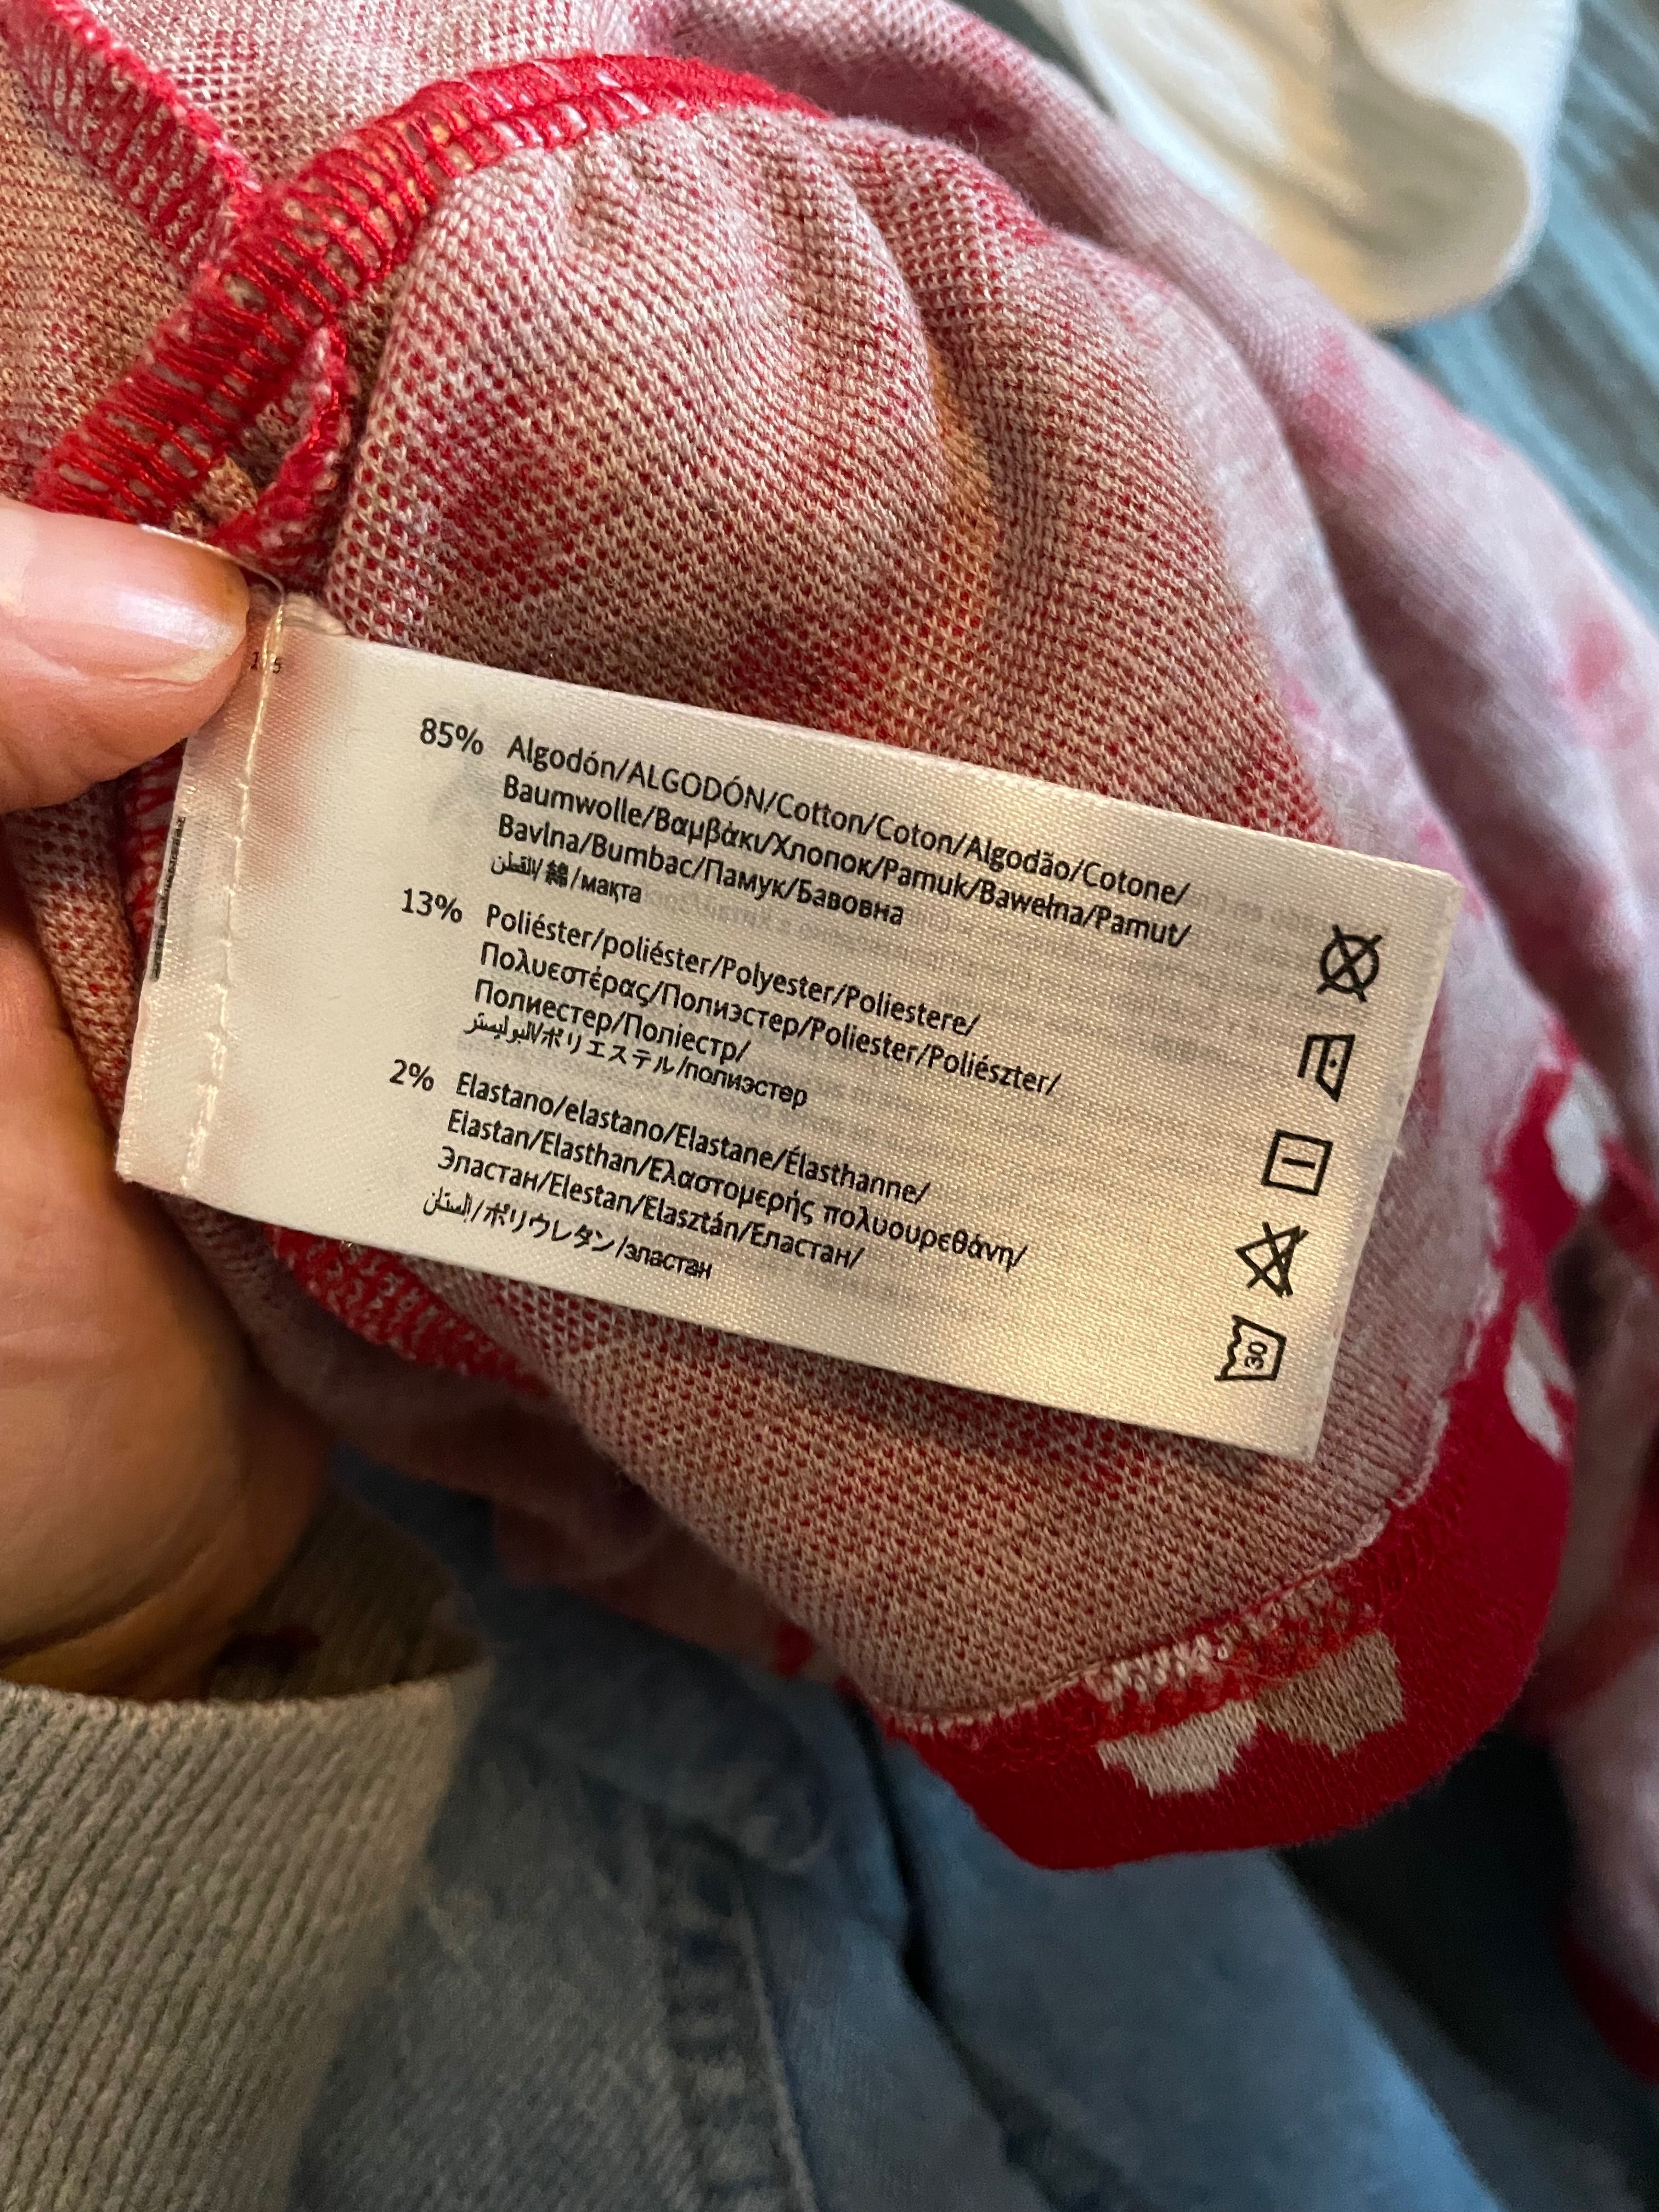 85% Algodón/ALGODÓN/Cotton/Coton/Algodão/Cotone/
Baumwolle/Βαμβάκι/Хлопок/Pamuk/Bawełna/Pamut/
Bavlna/Bumbac/Памук/Бавовна
القطن/綿/мақта
13% Poliéster/poliéster/Polyester/Poliestere/
Πολυεστέρας/Полиэстер/Poliester/Poliészter/
Полиестер/Поліестр/
البوليستر/ポリエステル/полиэстер
2% Elastano/elastano/Elastane/Élasthanne/
Elastan/Elasthan/Ελαστομερής πολυουρεθάνη/
Эластан/Elestan/Elasztán/Еластан/
إلستان/ポリウレタン/эластан
30